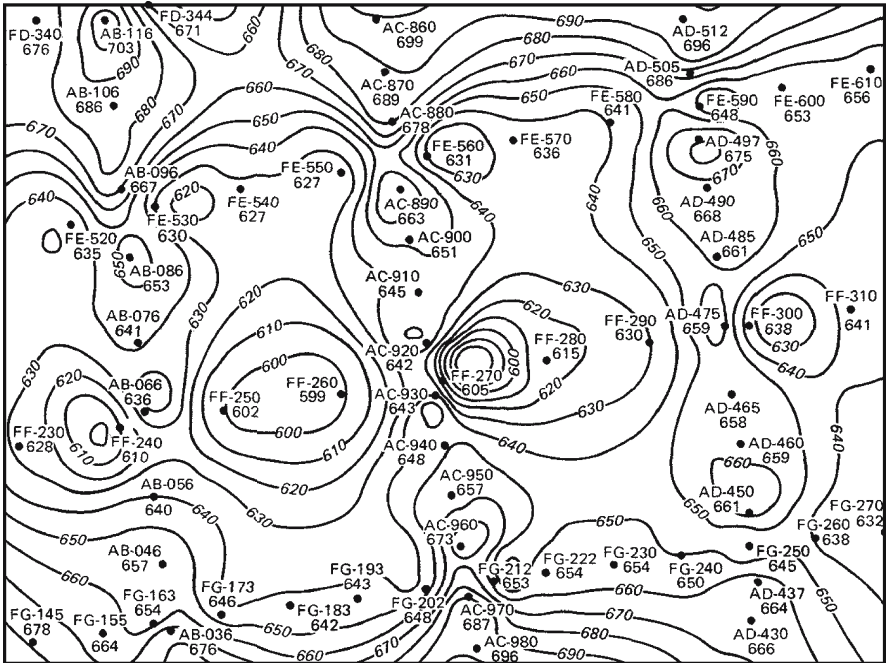 660
FD-344
671
690
FD-340
676
AB-116
703
660
AC-860
699
AD-512
696
680
680
690
670
670
AD-505
686
660
FE-610
656
AB-106
686
680
660
AC-870
689
660
650
FE-600
653
FE-590
648
670
670
650
AC-880
678
FE-580
641
640
FE-560
631
FE-570
636
AD-497
675
660
AB-096
667
FE-550
627
630
670
640
620
FE-540
627
AC-890
663
640
AD-490
668
660
FE-530
630
640
FE-520
635
650
AB-086
653
AC-900
651
650
AD-485
661
650
AC-910
645
620
630
630
FF-310
641
AB-076
641
610
620
FF-290
630
AD-475
659
FF-300
638
630
630
600
AC-920
642
FF-280
615
600
FF-270
605
620
640
620
AB-066
636
FF-250
602
FF-260
599
AC-930
643
630
AD-465
658
640
FF-230
628
FF-240
610
610
600
610
640
AC-940
648
AD-460
659
660
620
AC-950
657
AB-056
640
AD-450
661
650
FG-270
632
630
640
AC-960
673
650
FG-260
638
650
AB-046
657
FG-222
654
FG-230
654
FG-240
650
FG-250
645
FG-212
653
660
FG-193
643
FG-173
646
FG-163
654
AD-437
664
650
660
FG-145
678
FG-155
664
650
FG-183
642
FG-202
648
AC-970
687
670
AB-036
676
660
680
AD-430
666
670
AC-980
696
690